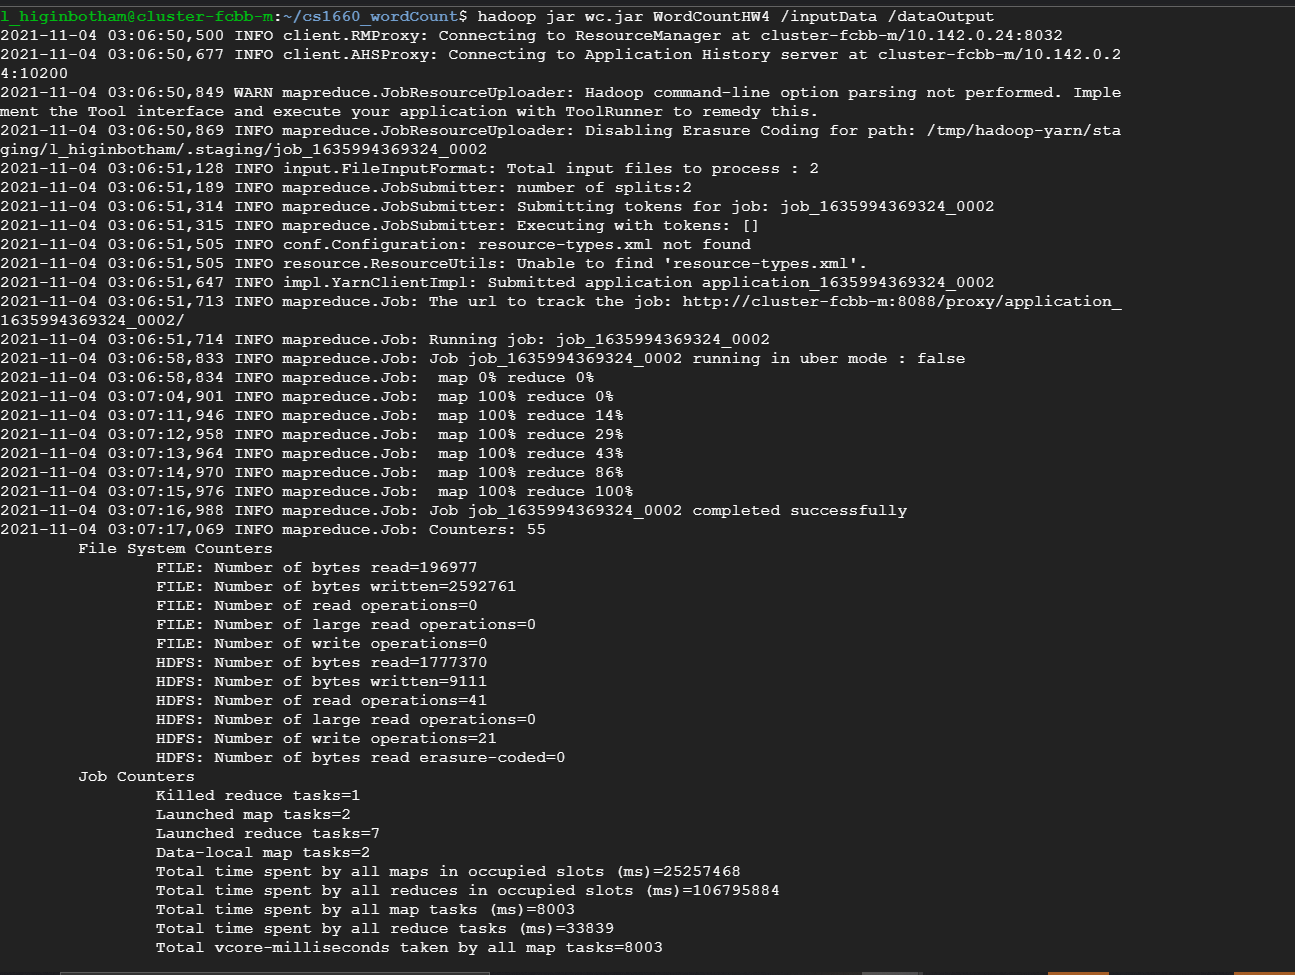 l_higinbotham@cluster-fcbb-m:~/cs1660_wordCount$ hadoop jar wc.jar WordCountHW4 /inputData /dataOutput
2021-11-04 03:06:50,500 INFO client.RMProxy: Connecting to ResourceManager at cluster-fcbb-m/10.142.0.24:8032
2021-11-04 03:06:50,677 INFO client.AHSProxy: Connecting to Application History server at cluster-fcbb-m/10.142.0.2
4:10200
2021-11-04 03:06:50,849 WARN mapreduce.JobResourceUploader: Hadoop command-line option parsing not performed. Imple
ment the Tool interface and execute your application with ToolRunner to remedy this.
2021-11-04 03:06:50,869 INFO mapreduce.JobResourceUploader: Disabling Erasure Coding for path: /tmp/hadoop-yarn/sta
ging/l_higinbotham/.staging/job_1635994369324_0002
2021-11-04 03:06:51,128 INFO input.FileInputFormat: Total input files to process : 2
2021-11-04 03:06:51,189 INFO mapreduce.JobSubmitter: number of splits:2
2021-11-04 03:06:51,314 INFO mapreduce.JobSubmitter: Submitting tokens for job: job_1635994369324_0002
2021-11-04 03:06:51,315 INFO mapreduce.JobSubmitter: Executing with tokens: []
2021-11-04 03:06:51,505 INFO conf.Configuration: resource-types.xml not found
2021-11-04 03:06:51,505 INFO resource.ResourceUtils: Unable to find 'resource-types.xml'.
2021-11-04 03:06:51,647 INFO impl.YarnClientImpl: Submitted application application_1635994369324_0002
2021-11-04 03:06:51,713 INFO mapreduce.Job: The url to track the job: http://cluster-fcbb-m:8088/proxy/application_
1635994369324_0002/
2021-11-04 03:06:51,714 INFO mapreduce.Job: Running job: job_1635994369324_0002
2021-11-04 03:06:58,833 INFO mapreduce.Job: Job job_1635994369324_0002 running in uber mode : false
2021-11-04 03:06:58,834 INFO mapreduce.Job:  map 0% reduce 0%
2021-11-04 03:07:04,901 INFO mapreduce.Job:  map 100% reduce 0%
2021-11-04 03:07:11,946 INFO mapreduce.Job:  map 100% reduce 14%
2021-11-04 03:07:12,958 INFO mapreduce.Job:  map 100% reduce 29%
2021-11-04 03:07:13,964 INFO mapreduce.Job:  map 100% reduce 43%
2021-11-04 03:07:14,970 INFO mapreduce.Job:  map 100% reduce 86%
2021-11-04 03:07:15,976 INFO mapreduce.Job:  map 100% reduce 100%
2021-11-04 03:07:16,988 INFO mapreduce.Job: Job job_1635994369324_0002 completed successfully
2021-11-04 03:07:17,069 INFO mapreduce.Job: Counters: 55
File System Counters
FILE: Number of bytes read=196977
FILE: Number of bytes written=2592761
FILE: Number of read operations=0
FILE: Number of large read operations=0
FILE: Number of write operations=0
HDFS: Number of bytes read=1777370
HDFS: Number of bytes written=9111
HDFS: Number of read operations=41
HDFS: Number of large read operations=0
HDFS: Number of write operations=21
HDFS: Number of bytes read erasure-coded=0
Job Counters
Killed reduce tasks=1
Launched map tasks=2
Launched reduce tasks=7
Data-local map tasks=2
Total time spent by all maps in occupied slots (ms)=25257468
Total time spent by all reduces in occupied slots (ms)=106795884
Total time spent by all map tasks (ms)=8003
Total time spent by all reduce tasks (ms)=33839
Total vcore-milliseconds taken by all map tasks=8003